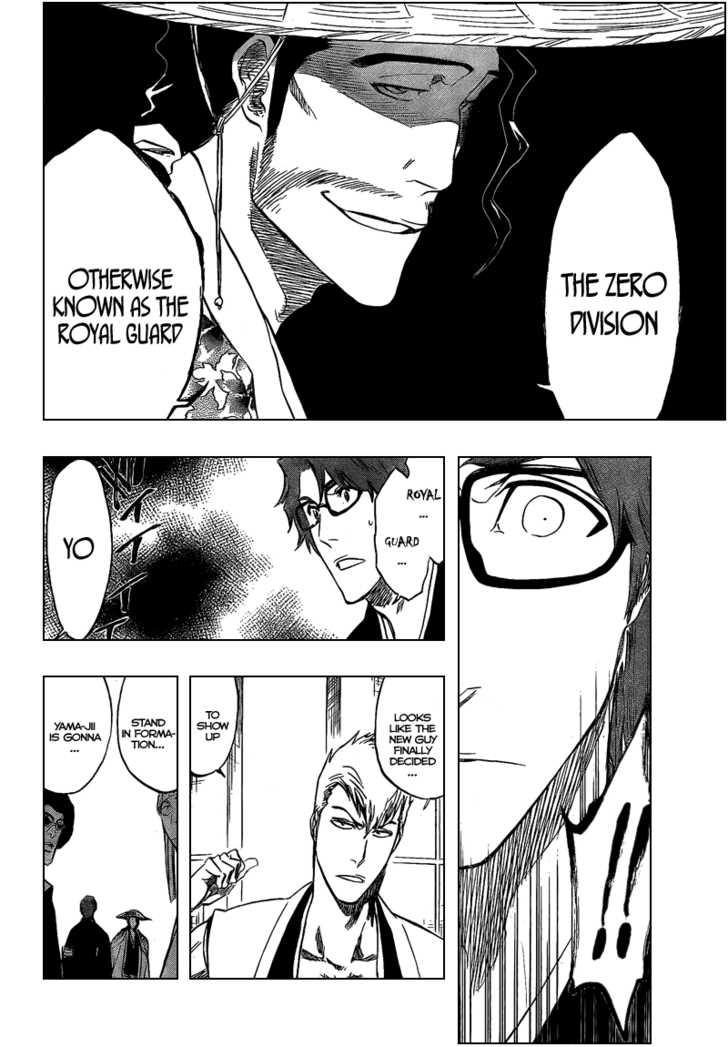 THE ZERO
DIVISION
OTHERWISE
KNOWN AS THE
ROYAL GUARD
!!
ROYAL
...
GUARD
...
YO
LOOKS
LIKE THE
NEW GUY
FINALLY
DECIDED
...
TO
SHOW
UP
STAND
IN FORMA-
TION...
YAMA-JII
IS GONNA
...